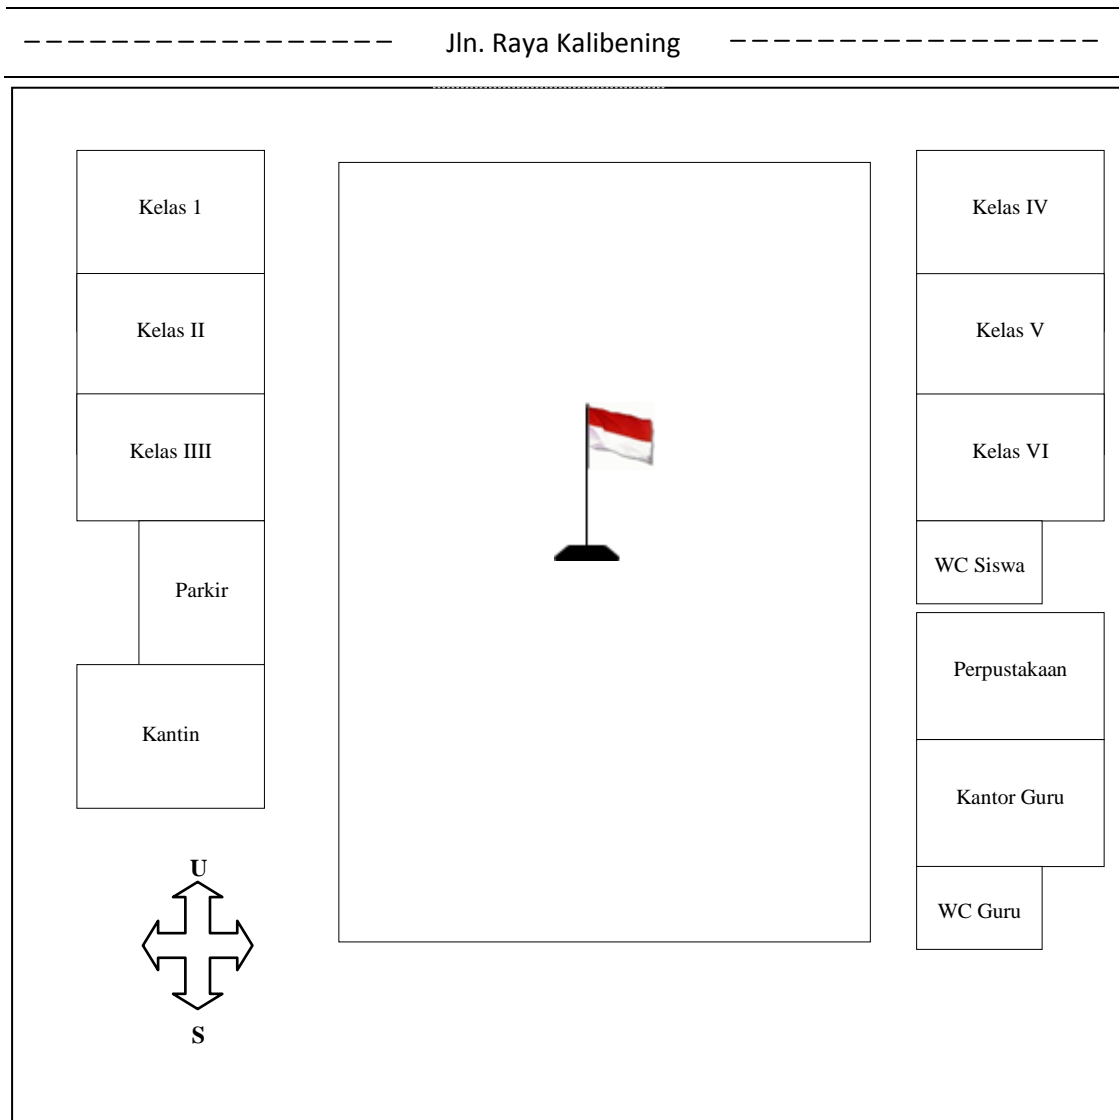 Jln. Raya Kalibening
Kelas 1
Kelas IV
Kelas II
Kelas V
Kelas IIII
Kelas VI
WC Siswa
Parkir
Perpustakaan
Kantin
Kantor Guru
U
WC Guru
S